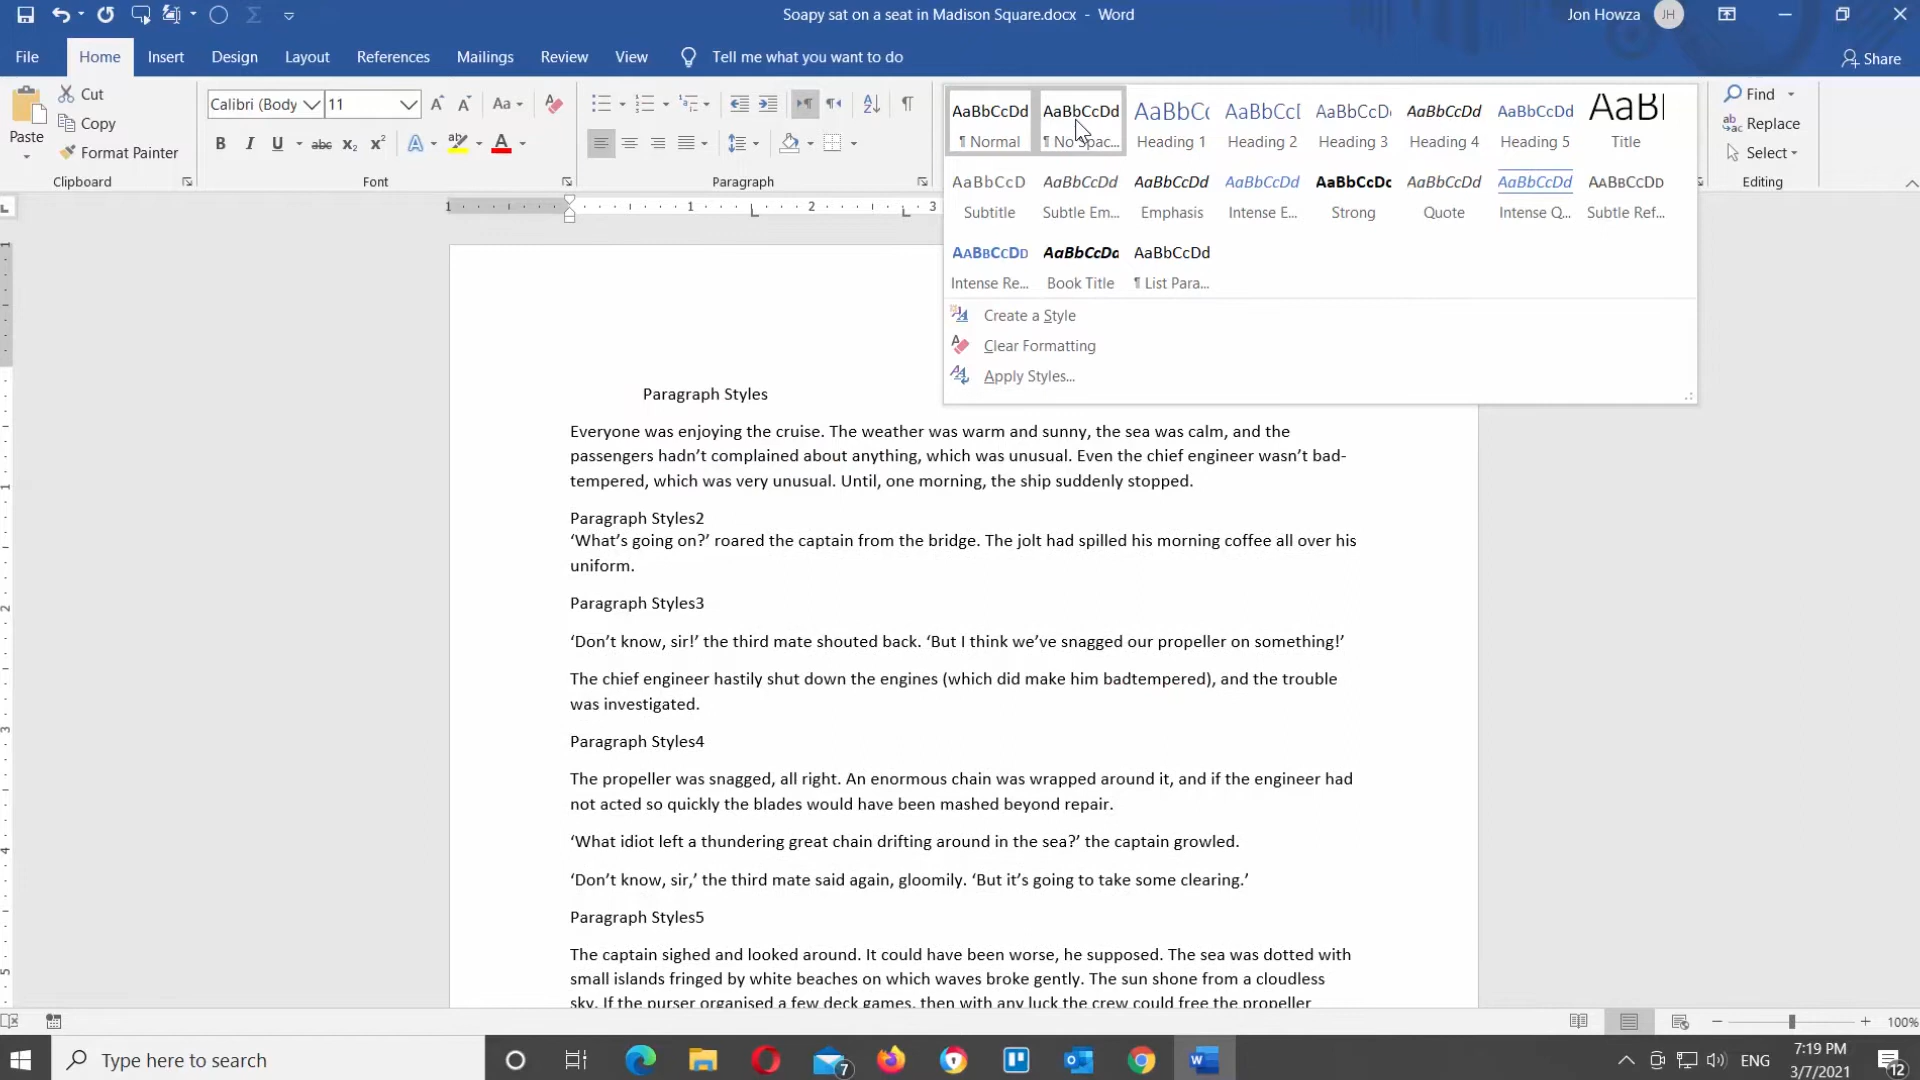 Soapy sat on a seat in Madison Square.docx - Word
Jon Howza
JH
File
Home
Insert
Design
Layout
References
Mailings
Review
View
Tell me what you want to do
Share
Paste
Cut
Copy
Format Painter
Clipboard
Calibri (Body
11
Font
Paragraph
AaBbCcDd
¶ Normal
AaBbCcDd
¶ No Spac...
AaBbCc
Heading 1
AaBbCcD
Heading 2
AaBbCcDd
Heading 3
AaBbCcDd
Heading 4
AaBbCcDd
Heading 5
AaB
Title
AaBbCcD
Subtitle
AaBbCcDd
Subtle Em...
AaBbCcDd
Emphasis
AaBbCcDd
Intense E...
AaBbCcDd
Strong
AaBbCcDd
Quote
AaBbCcDd
Intense Q...
AaBbCcDd
Subtle Ref...
AaBbCcDd
Intense Re...
AaBbCcDd
Book Title
AaBbCcDd
¶ List Para...
Create a Style
Clear Formatting
Apply Styles...
Find
Replace
Select
Editing
1 1 2 3
Paragraph Styles
Everyone was enjoying the cruise. The weather was warm and sunny, the sea was calm, and the
passengers hadn’t complained about anything, which was unusual. Even the chief engineer wasn’t bad-
tempered, which was very unusual. Until, one morning, the ship suddenly stopped.
Paragraph Styles2
‘What’s going on?’ roared the captain from the bridge. The jolt had spilled his morning coffee all over his
uniform.
Paragraph Styles3
‘Don’t know, sir!’ the third mate shouted back. ‘But I think we’ve snagged our propeller on something!’
The chief engineer hastily shut down the engines (which did make him badtempered), and the trouble
was investigated.
Paragraph Styles4
The propeller was snagged, all right. An enormous chain was wrapped around it, and if the engineer had
not acted so quickly the blades would have been mashed beyond repair.
‘What idiot left a thundering great chain drifting around in the sea?’ the captain growled.
‘Don’t know, sir,’ the third mate said again, gloomily. ‘But it’s going to take some clearing.’
Paragraph Styles5
The captain sighed and looked around. It could have been worse, he supposed. The sea was dotted with
small islands fringed by white beaches on which waves broke gently. The sun shone from a cloudless
sky. If the purser organised a few deck games, then with any luck the crew could free the propeller
100%
Type here to search
7
ENG
7:19 PM
3/7/2021
12